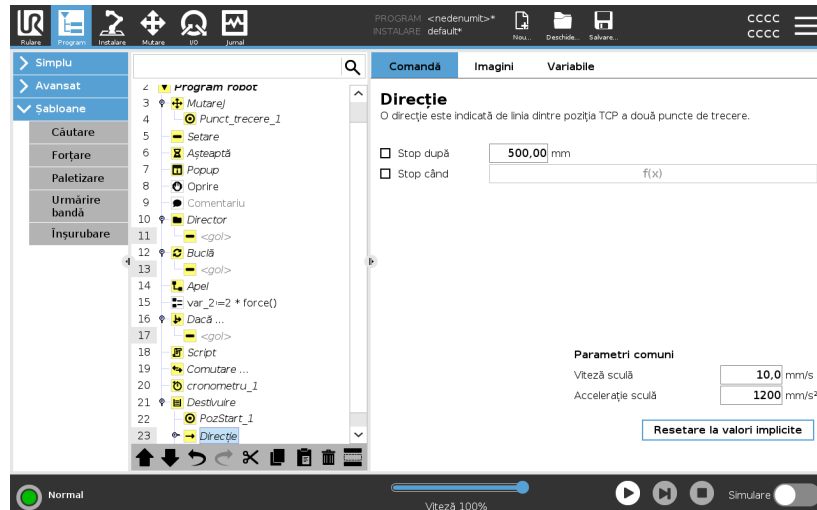 UR
PROGRAM <nedenumit>*
INSTALARE default*
Rulare
Program
Instalare
Mutare
I/O
Jurnal
Nou...
Deschide...
Salvare...
cccc
cccc
Simplu
Avansat
Șabloane
Căutare
Forțare
Paletizare
Urmărire
bandă
Înșurubare
2 Program robot
3 MutareJ
4 Punct_trecere_1
5 Setare
6 Așteaptă
7 Popup
8 Oprire
9 Comentariu
10 Director
11 <gol>
12 Buclă
13 <gol>
14 Apel
15 var_2≔2 * force()
16 Dacă ...
17 <gol>
18 Script
19 Comutare ...
20 cronometru_1
21 Destivuire
22 PozStart_1
23 Direcție
Comandă
Imagini
Variabile
Direcție
O direcție este indicată de linia dintre poziția TCP a două puncte de trecere.
Stop după 500,00 mm
Stop când f(x)
Parametri comuni
Viteză sculă 10,0 mm/s
Accelerație sculă 1200 mm/s²
Resetare la valori implicite
Normal
Viteză 100%
Simulare